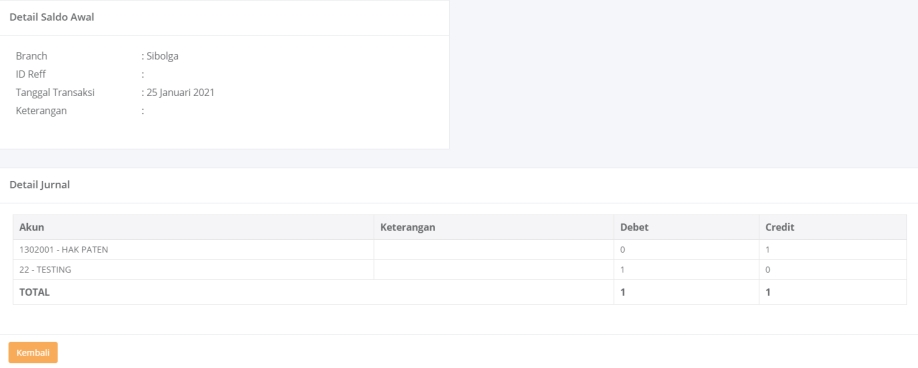 Detail Saldo Awal
Branch : Sibolga
ID Reff :
Tanggal Transaksi : 25 Januari 2021
Keterangan :
Detail Jurnal
Akun Keterangan Debet Credit
1302001 - HAK PATEN 0 1
22 - TESTING 1 0
TOTAL 1 1
Kembali